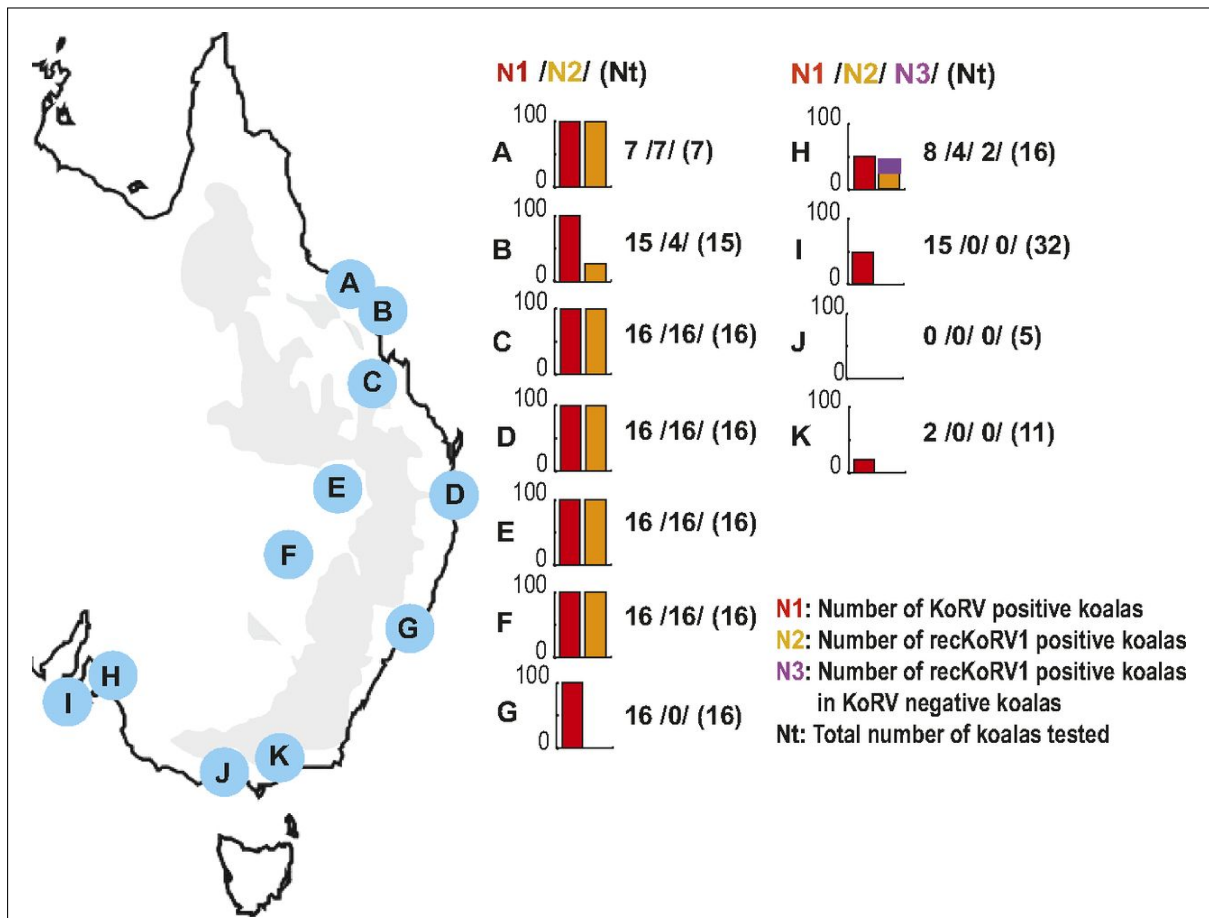 N1 /N2/ (Nt)
A
100
0
7 /7/ (7)
B
100
0
15 /4/ (15)
C
100
0
16 /16/ (16)
D
100
0
16 /16/ (16)
E
100
0
16 /16/ (16)
F
100
0
16 /16/ (16)
G
100
0
16 /0/ (16)
N1 /N2/ N3/ (Nt)
H
100
0
8 /4/ 2/ (16)
I
100
0
15 /0/ 0/ (32)
J
100
0
0 /0/ 0/ (5)
K
100
0
2 /0/ 0/ (11)
N1: Number of KoRV positive koalas
N2: Number of recKoRV1 positive koalas
N3: Number of recKoRV1 positive koalas
in KoRV negative koalas
Nt: Total number of koalas tested
A
B
C
D
E
F
G
H
I
J
K